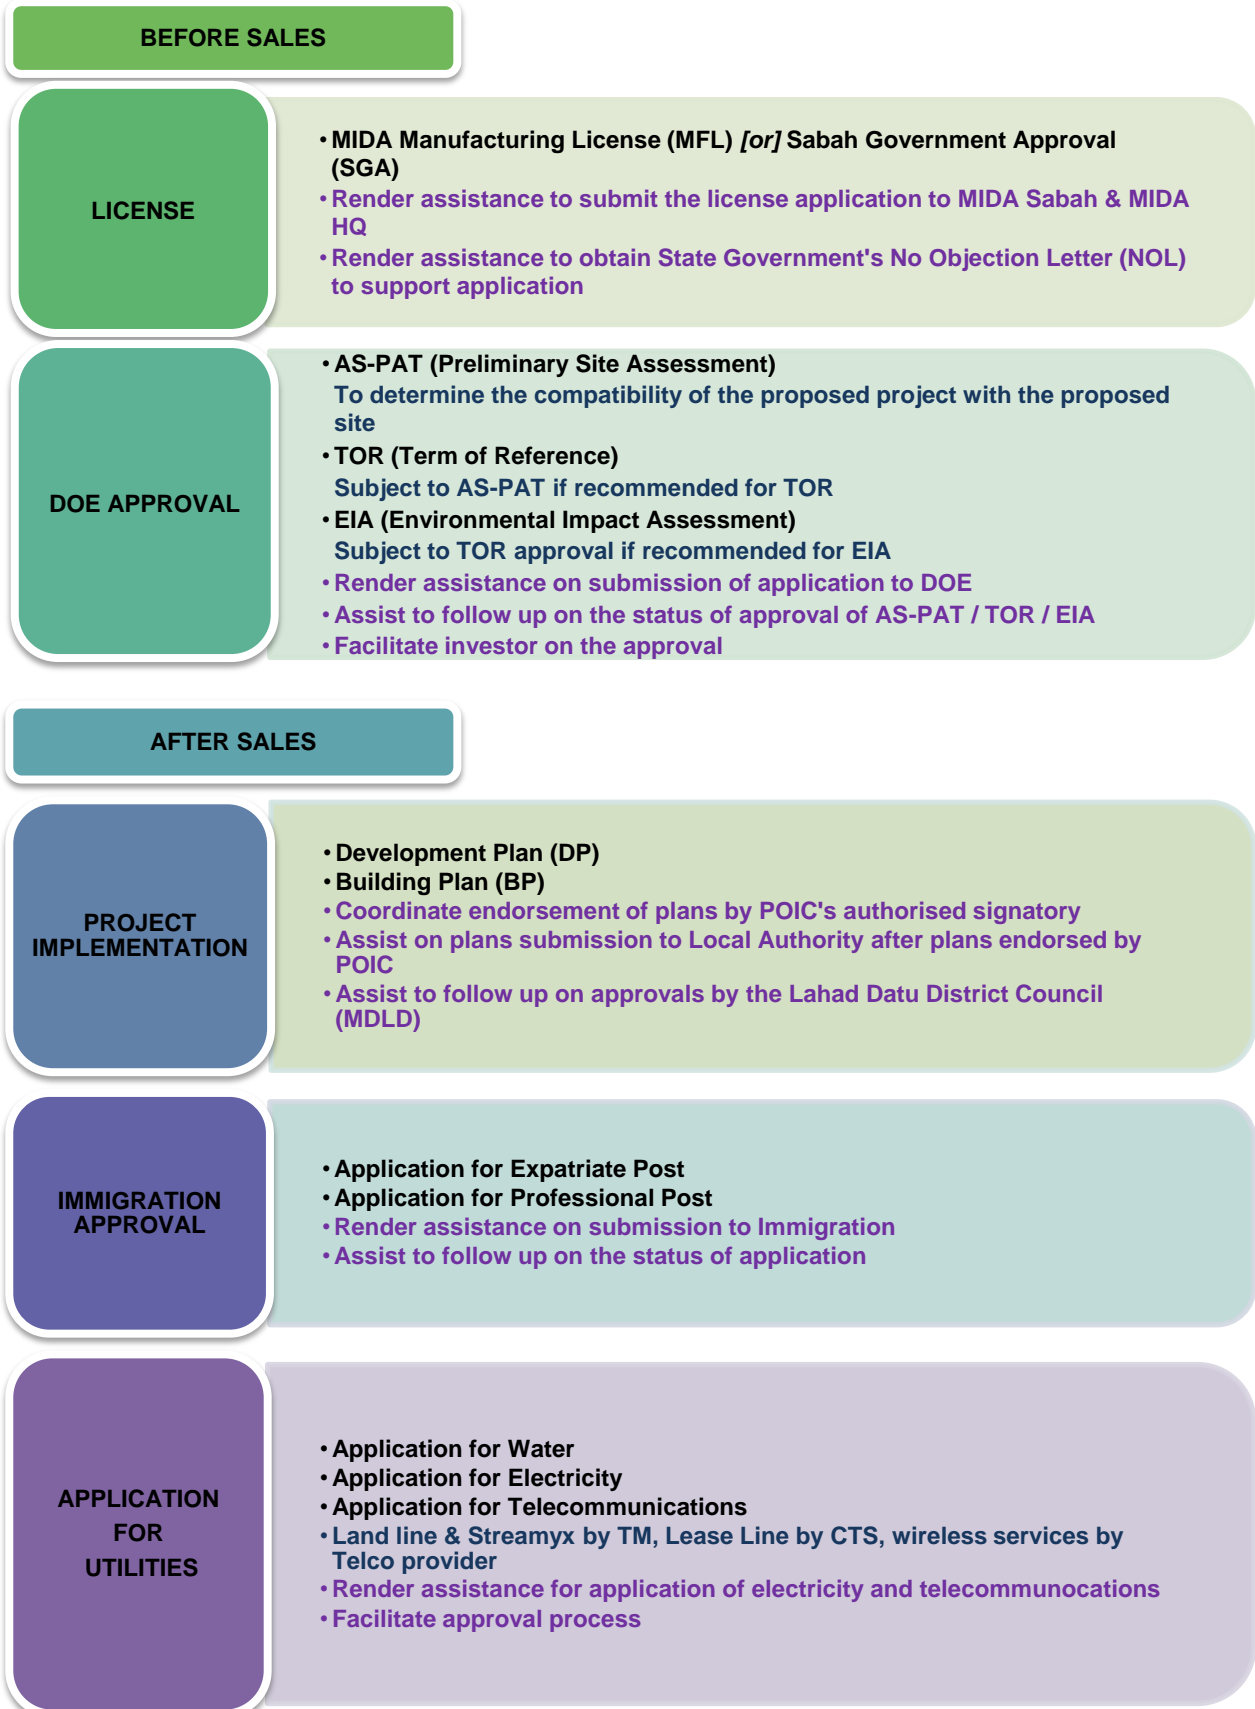 BEFORE SALES
LICENSE
• MIDA Manufacturing License (MFL) [or] Sabah Government Approval
(SGA)
• Render assistance to submit the license application to MIDA Sabah & MIDA
HQ
• Render assistance to obtain State Government's No Objection Letter (NOL)
to support application
DOE APPROVAL
• AS-PAT (Preliminary Site Assessment)
To determine the compatibility of the proposed project with the proposed
site
• TOR (Term of Reference)
Subject to AS-PAT if recommended for TOR
• EIA (Environmental Impact Assessment)
Subject to TOR approval if recommended for EIA
• Render assistance on submission of application to DOE
• Assist to follow up on the status of approval of AS-PAT / TOR / EIA
• Facilitate investor on the approval
AFTER SALES
PROJECT
IMPLEMENTATION
• Development Plan (DP)
• Building Plan (BP)
• Coordinate endorsement of plans by POIC's authorised signatory
• Assist on plans submission to Local Authority after plans endorsed by
POIC
• Assist to follow up on approvals by the Lahad Datu District Council
(MDLD)
IMMIGRATION
APPROVAL
• Application for Expatriate Post
• Application for Professional Post
• Render assistance on submission to Immigration
• Assist to follow up on the status of application
APPLICATION
FOR
UTILITIES
• Application for Water
• Application for Electricity
• Application for Telecommunications
• Land line & Streamyx by TM, Lease Line by CTS, wireless services by
Telco provider
• Render assistance for application of electricity and telecommunocations
• Facilitate approval process